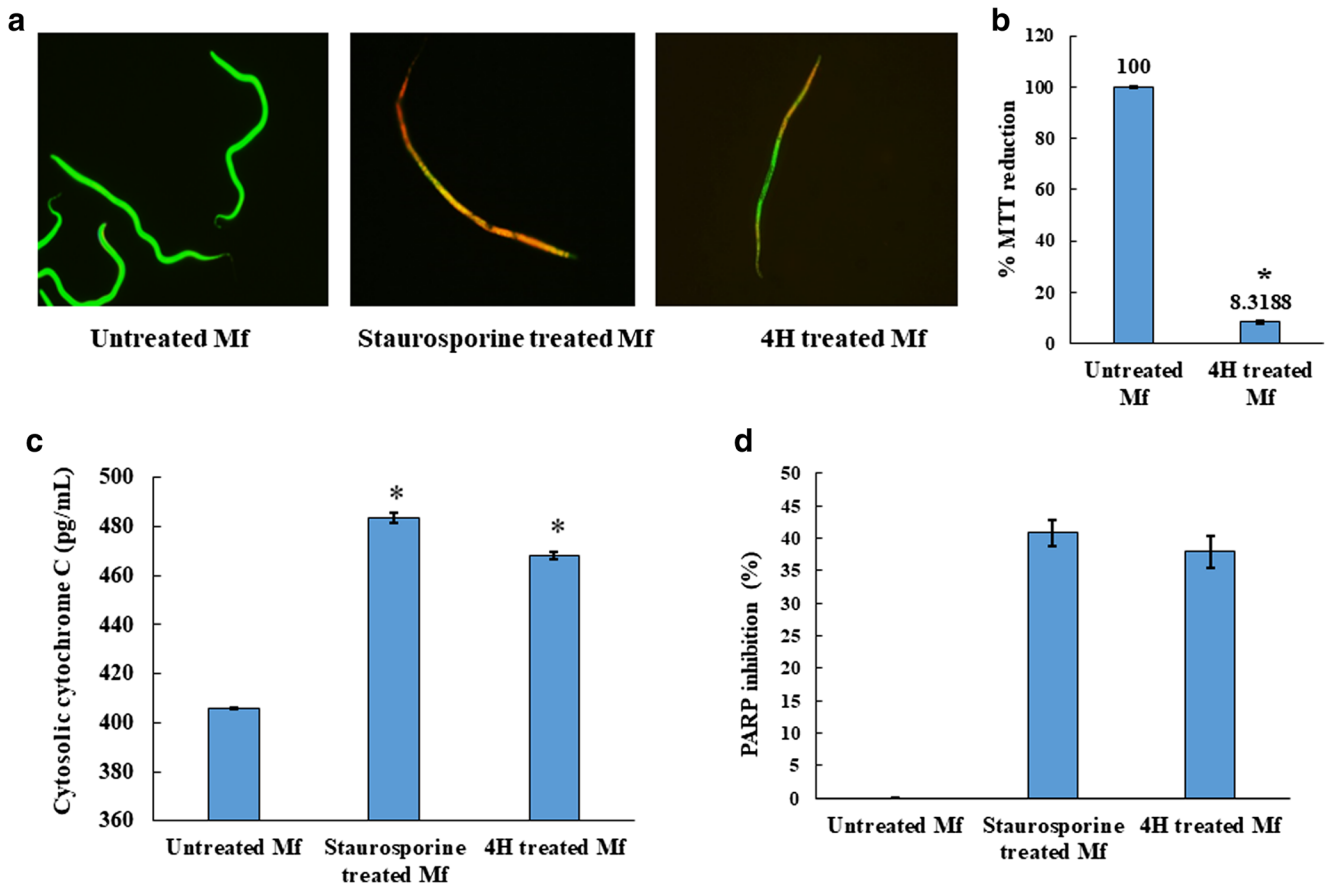 a
Untreated Mf
Staurosporine treated Mf
4H treated Mf
b
% MTT reduction
120
100
80
60
40
20
0
100
*
8.3188
Untreated
Mf
4H treated
Mf
c
Cytosolic cytochrome C (pg/mL)
500
480
460
440
420
400
380
360
*
*
Untreated Mf
Staurosporine
treated Mf
4H treated Mf
d
PARP inhibition (%)
50
45
40
35
30
25
20
15
10
5
0
Untreated Mf
Staurosporine
treated Mf
4H treated Mf